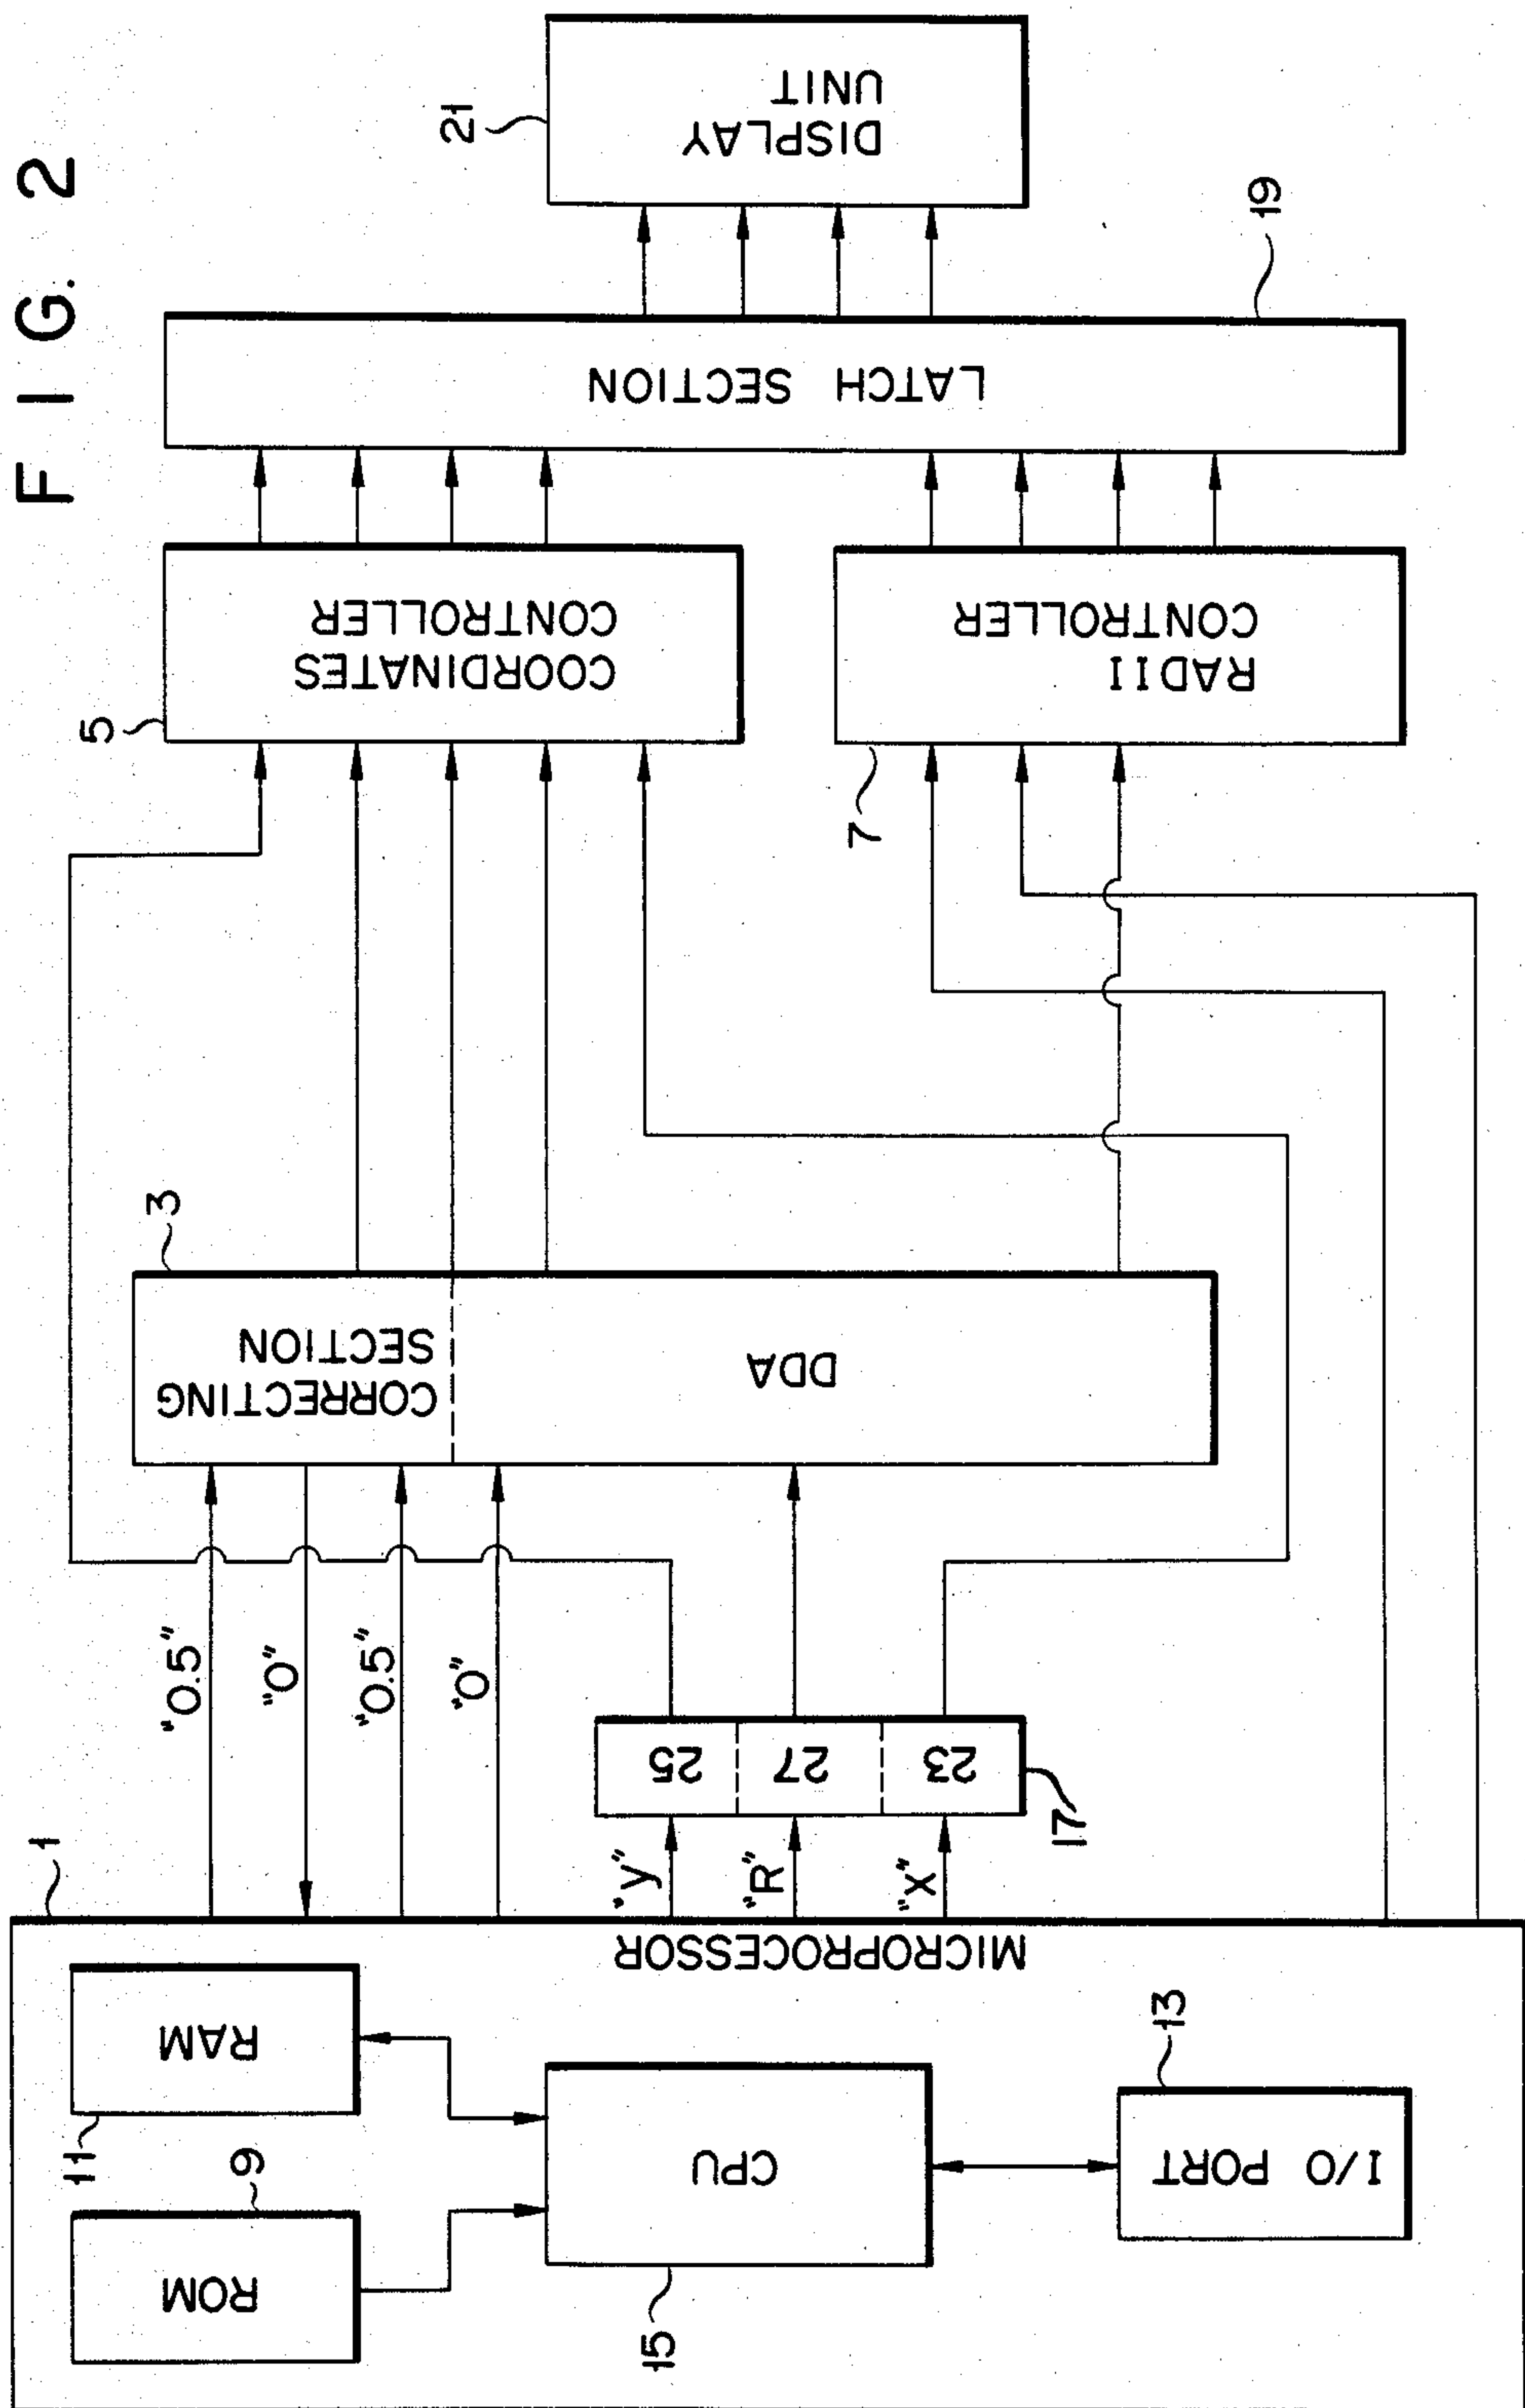 FIG. 2
1
ROM
9
RAM
11
CPU
15
I/O PORT
13
MICROPROCESSOR
"0.5"
"0"
"0.5"
"0"
"y"
"R"
"X"
25
27
23
17
3
CORRECTING
SECTION
DDA
5
COORDINATES
CONTROLLER
7
RADII
CONTROLLER
LATCH SECTION
19
21
DISPLAY
UNIT